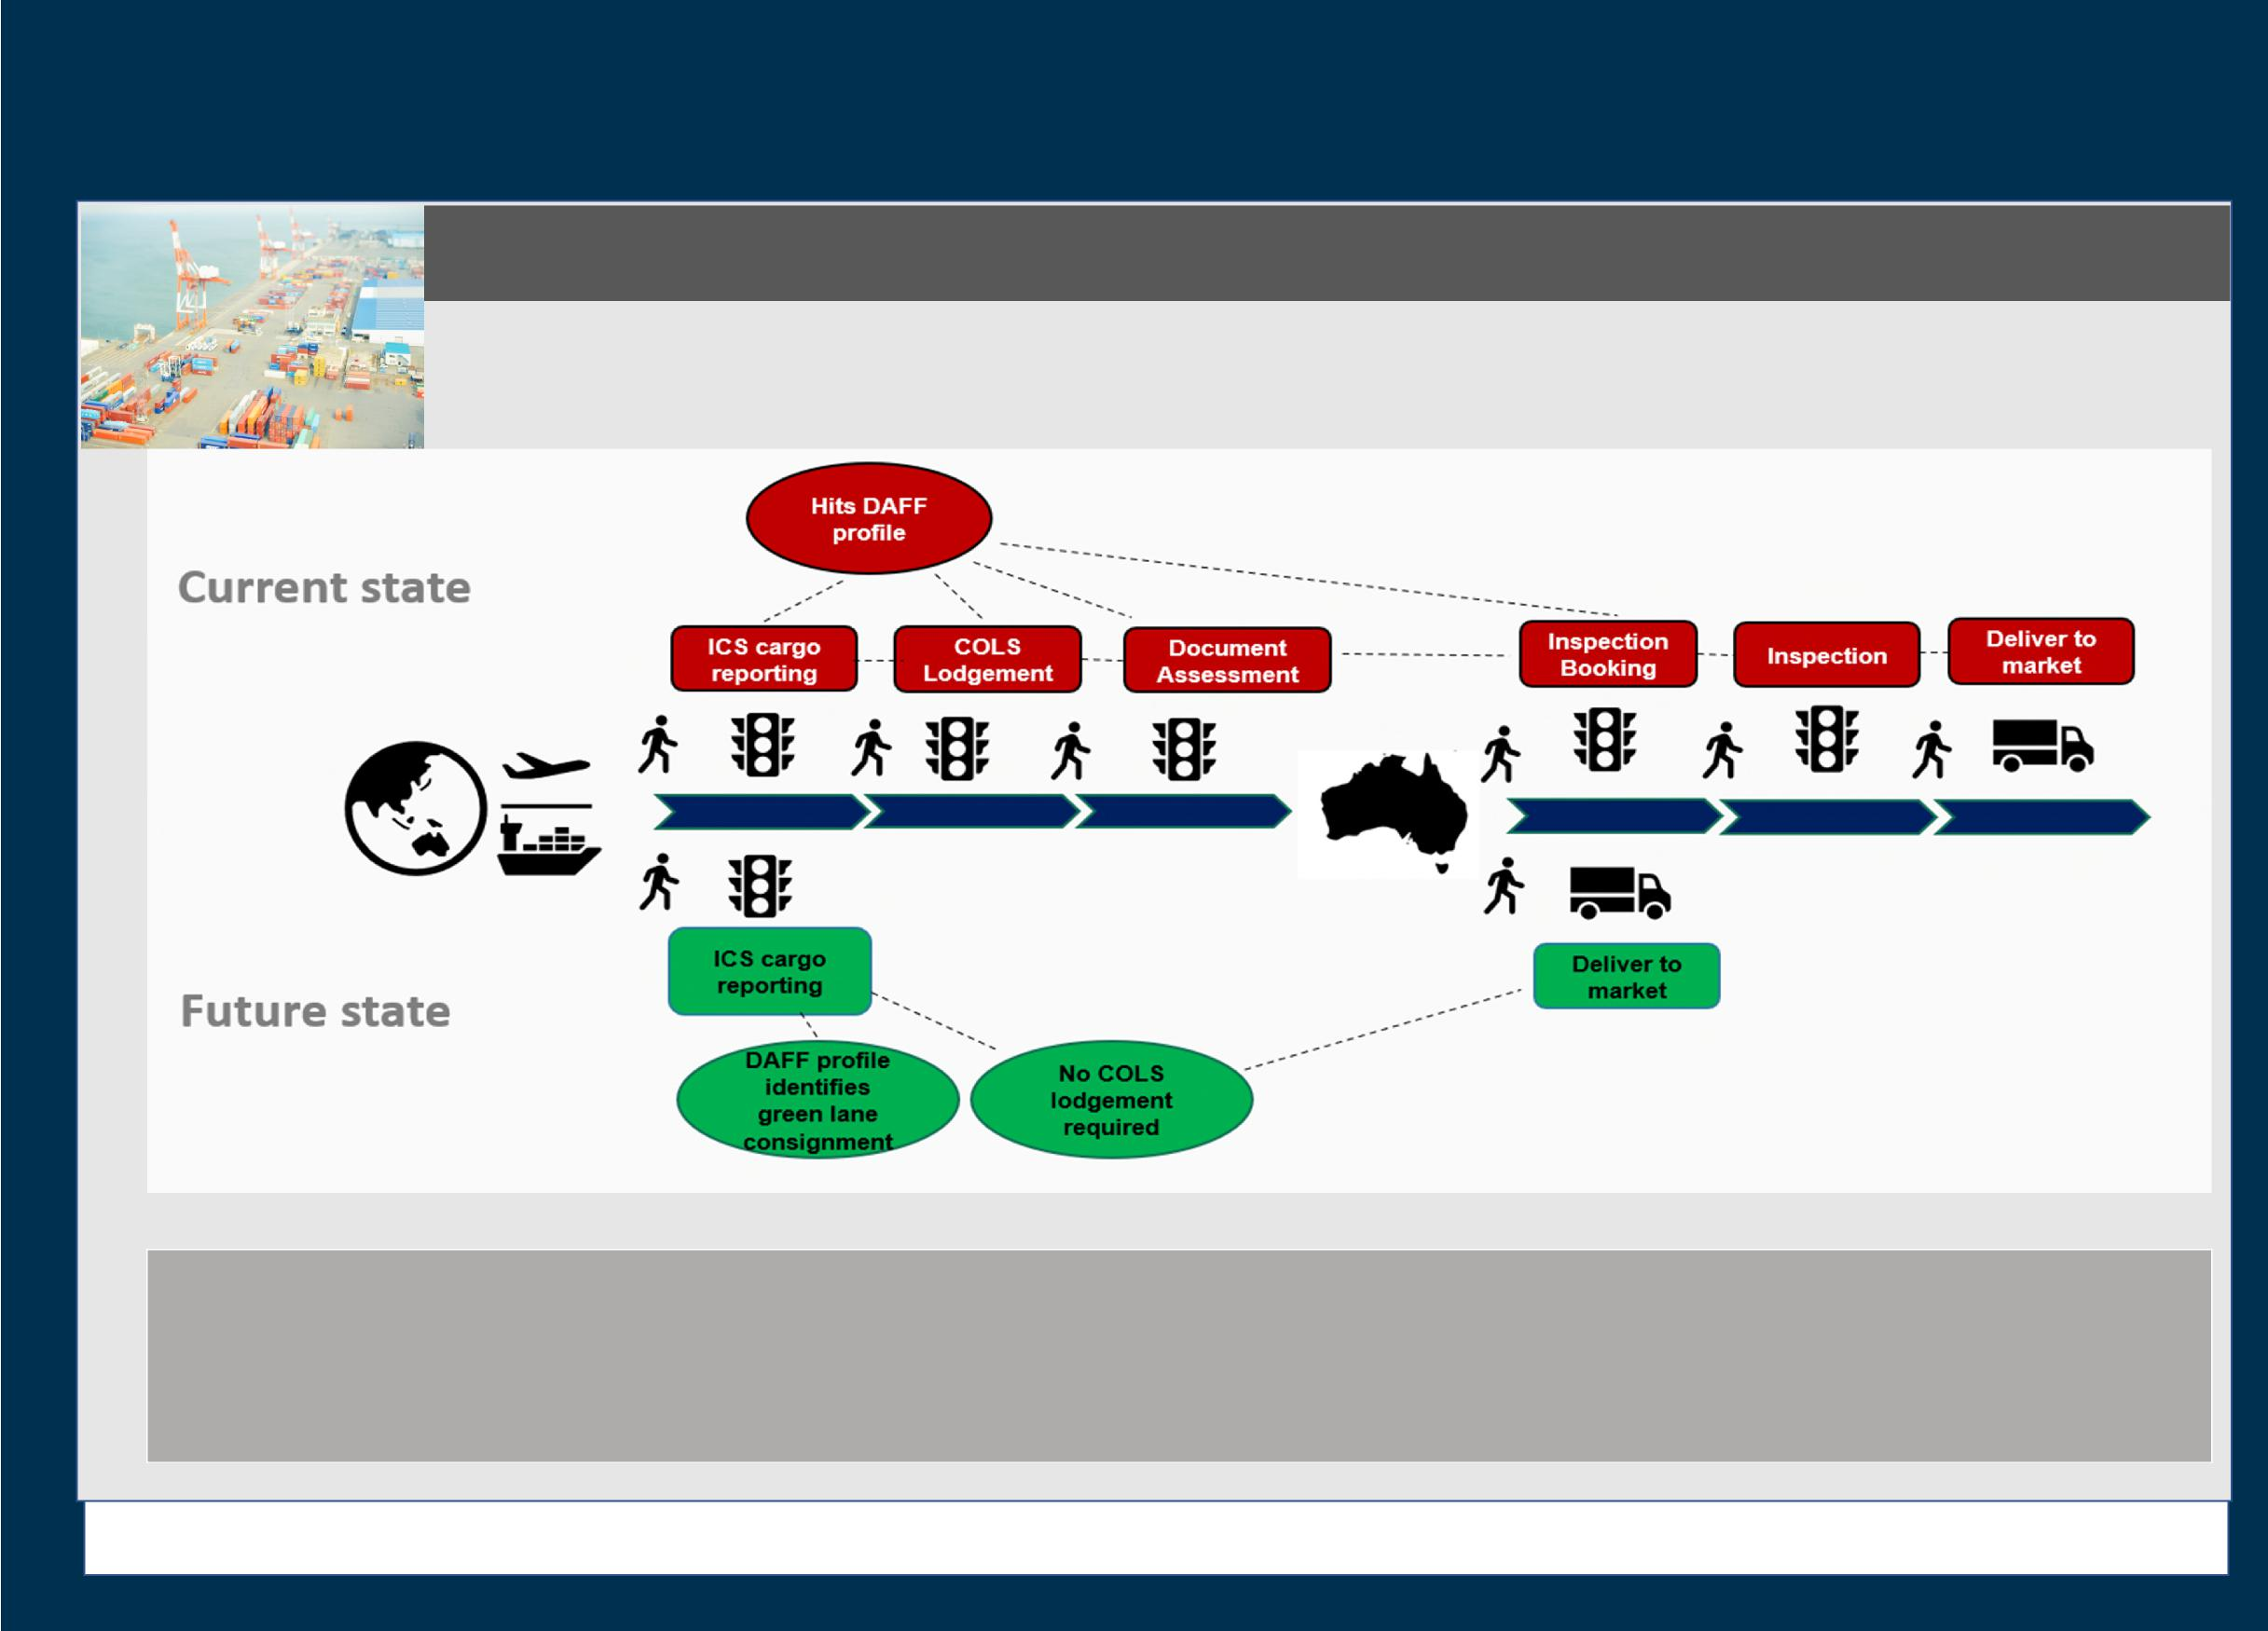 Hits DAFF
profile
Current state
ICS cargo
reporting
COLS
Lodgement
Document
Assessment
Inspection
Booking
Inspection
Deliver to
market
ICS cargo
reporting
Deliver to
market
Future state
DAFF profile
identifies
green lane
consignment
No COLS
lodgement
required